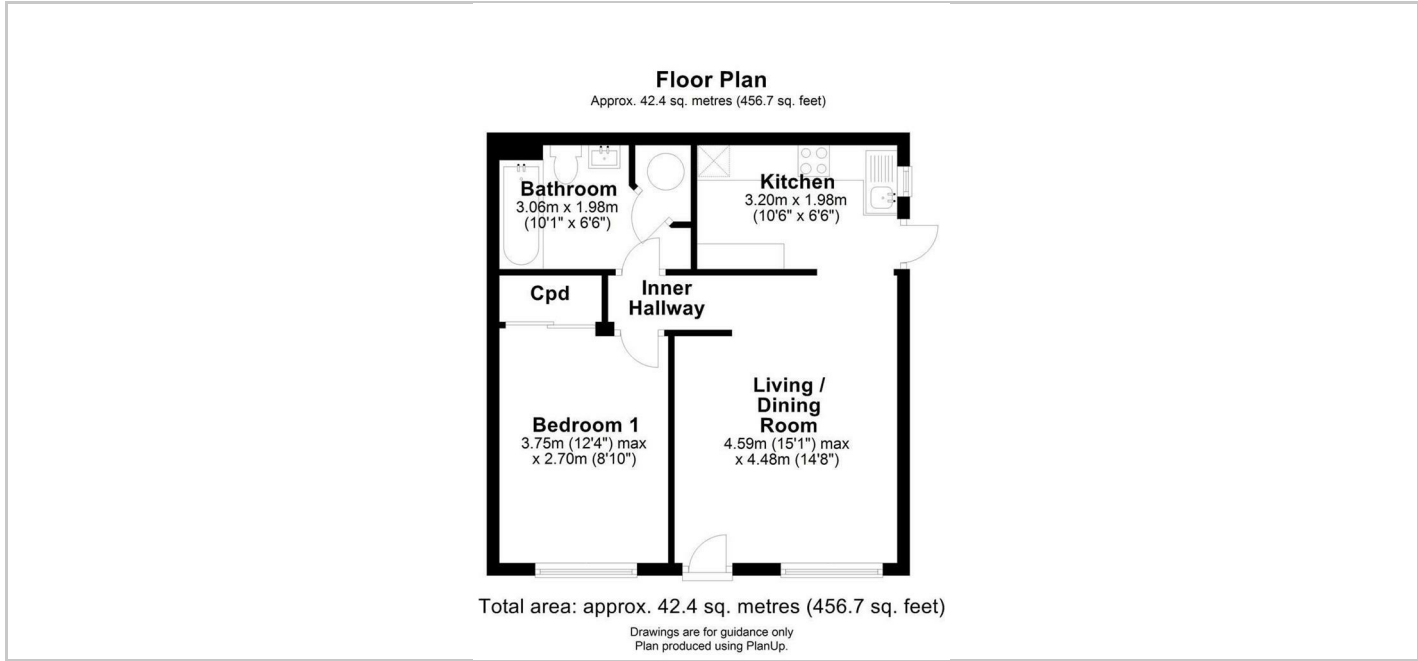 Floor Plan
Approx. 42.4 sq. metres (456.7 sq. feet)
Bathroom
3.06m x 1.98m
(10'1" x 6'6")
Kitchen
3.20m x 1.98m
(10'6" x 6'6")
Cpd
Inner
Hallway
Bedroom 1
3.75m (12'4") max
x 2.70m (8'10")
Living /
Dining
Room
4.59m (15'1") max
x 4.48m (14'8")
Total area: approx. 42.4 sq. metres (456.7 sq. feet)
Drawings are for guidance only
Plan produced using PlanUp.